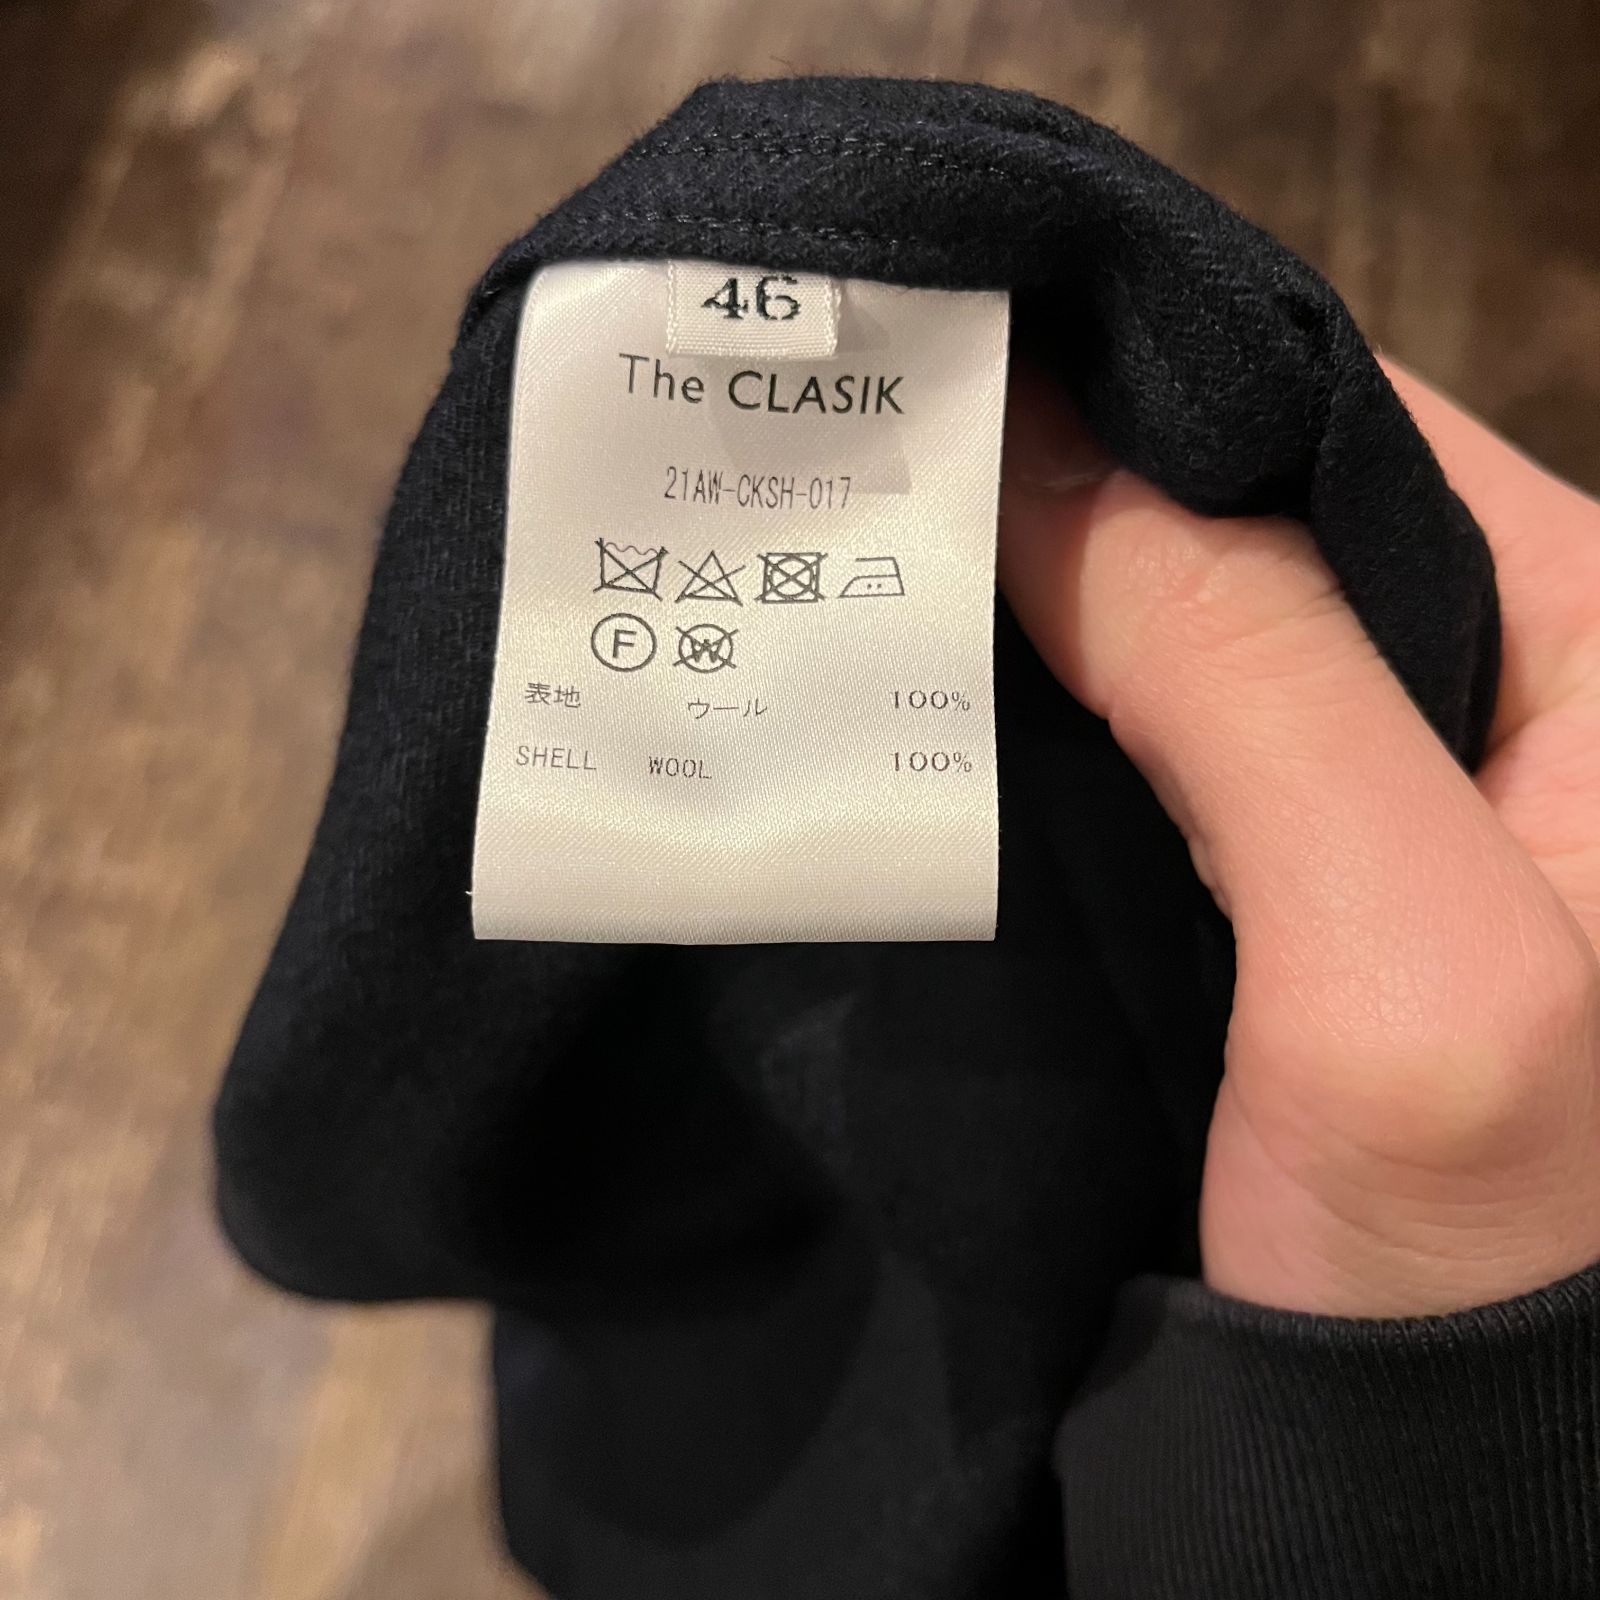 46
The CLASIK
21AW-CKSH-017
F W
表地 ウール 100%
SHELL WOOL 100%